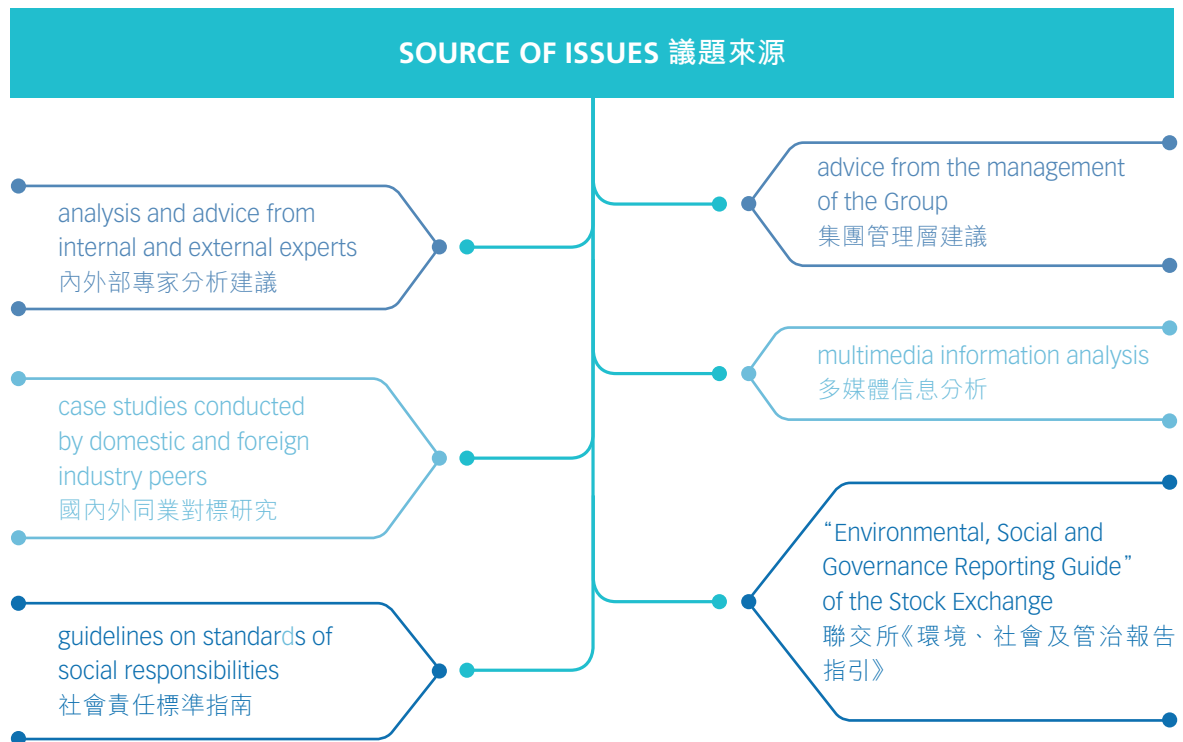 SOURCE OF ISSUES 議題來源
analysis and advice from
internal and external experts
內外部專家分析建議
case studies conducted
by domestic and foreign
industry peers
國內外同業對標研究
guidelines on standards of
social responsibilities
社會責任標準指南
advice from the management
of the Group
集團管理層建議
multimedia information analysis
多媒體信息分析
“Environmental, Social and
Governance Reporting Guide”
of the Stock Exchange
聯交所《環境、社會及管治報告
指引》